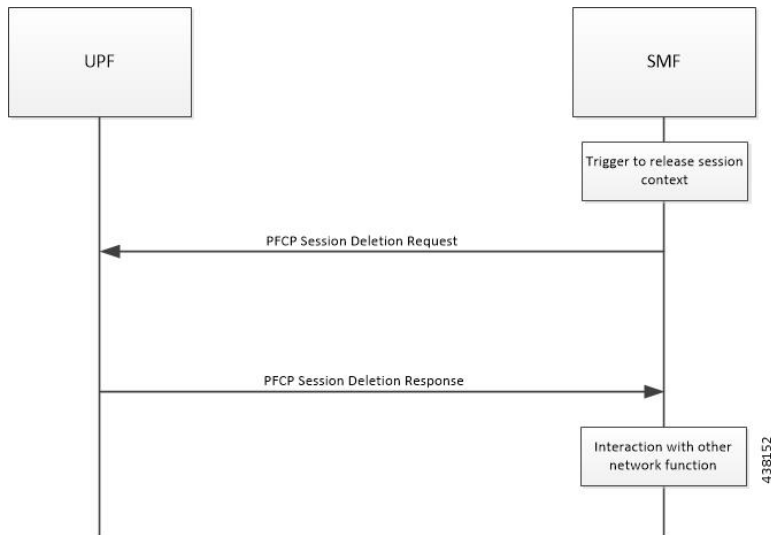 UPF
SMF
Trigger to release session
context
PFCP Session Deletion Request
PFCP Session Deletion Response
Interaction with other
network function
438152